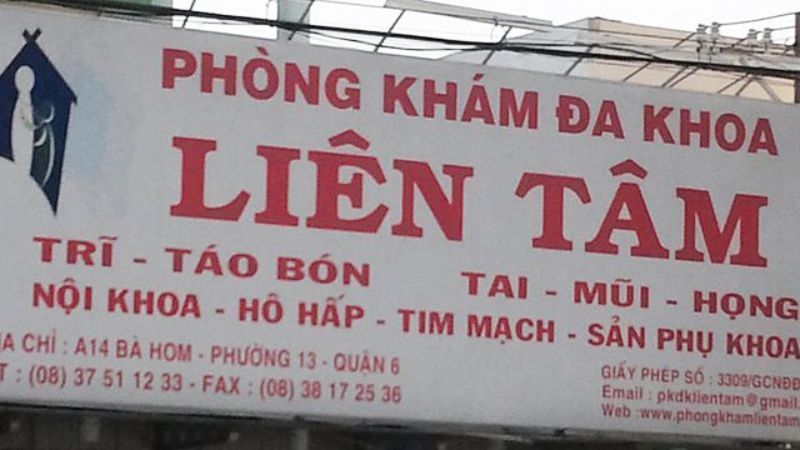 PHÒNG KHÁM ĐA KHOA
LIÊN TÂM
TRĨ - TÁO BÓN TAI - MŨI - HỌNG
NỘI KHOA - HÔ HẤP - TIM MẠCH - SẢN PHỤ KHOA
CHỈ : A14 BÀ HOM - PHƯỜNG 13 - QUẬN 6
T : (08) 37 51 12 33 - FAX : (08) 38 17 25 36
GIẤY PHÉP SỐ : 3309/GCNĐĐ
Email : pkdklientam@gmail.
Web :www.phongkhamlientam